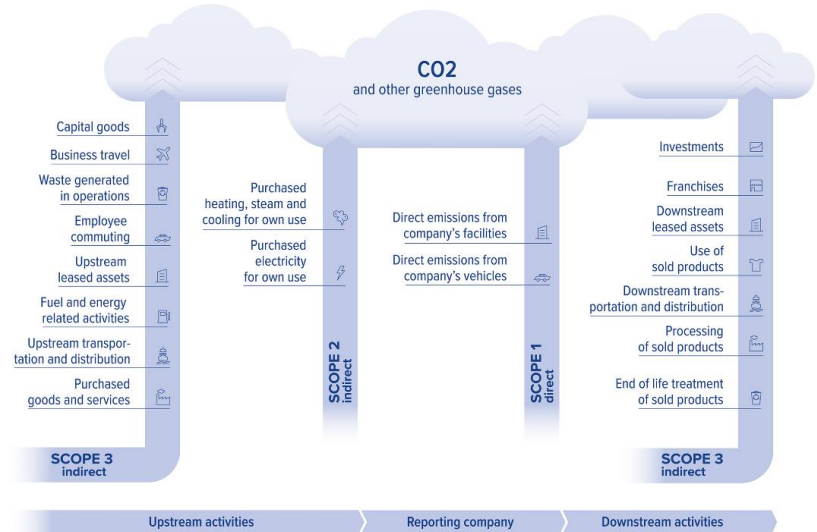 CO2
and other greenhouse gases
Capital goods
Business travel
Waste generated
in operations
Employee
commuting
Upstream
leased assets
Fuel and energy
related activities
Upstream transpor-
tation and distribution
Purchased
goods and services
SCOPE 3
indirect
Purchased
heating, steam and
cooling for own use
Purchased
electricity
for own use
SCOPE 2
indirect
Direct emissions from
company's facilities
Direct emissions from
company's vehicles
SCOPE 1
direct
Investments
Franchises
Downstream
leased assets
Use of
sold products
Downstream trans-
portation and distribution
Processing
of sold products
End of life treatment
of sold products
SCOPE 3
indirect
Upstream activities
Reporting company
Downstream activities